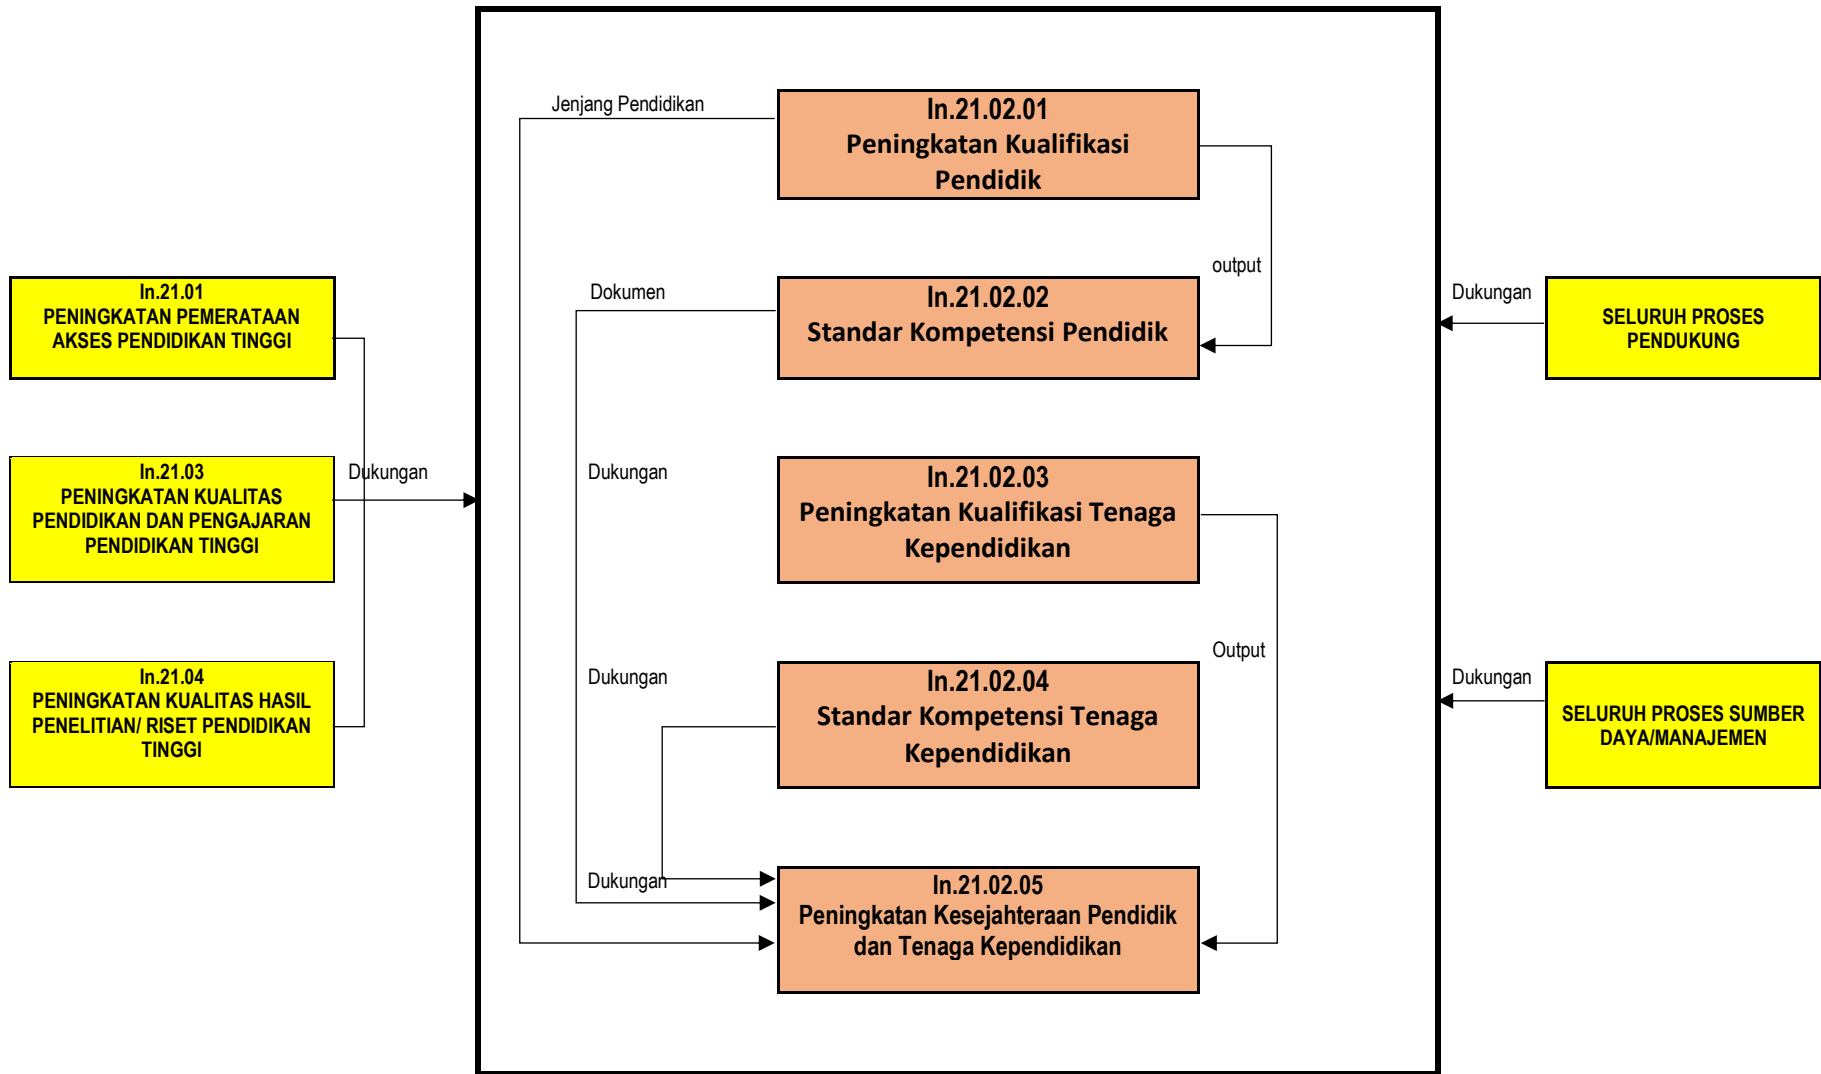 Jenjang Pendidikan
In.21.02.01
Peningkatan Kualifikasi
Pendidik
output
In.21.01
PENINGKATAN PEMERATAAN
AKSES PENDIDIKAN TINGGI
Dokumen
In.21.02.02
Standar Kompetensi Pendidik
Dukungan
SELURUH PROSES
PENDUKUNG
In.21.03
PENINGKATAN KUALITAS
PENDIDIKAN DAN PENGAJARAN
PENDIDIKAN TINGGI
Dukungan
Dukungan
In.21.02.03
Peningkatan Kualifikasi Tenaga
Kependidikan
Output
In.21.04
PENINGKATAN KUALITAS HASIL
PENELITIAN/ RISET PENDIDIKAN
TINGGI
Dukungan
In.21.02.04
Standar Kompetensi Tenaga
Kependidikan
Dukungan
SELURUH PROSES SUMBER
DAYA/MANAJEMEN
Dukungan
In.21.02.05
Peningkatan Kesejahteraan Pendidik
dan Tenaga Kependidikan